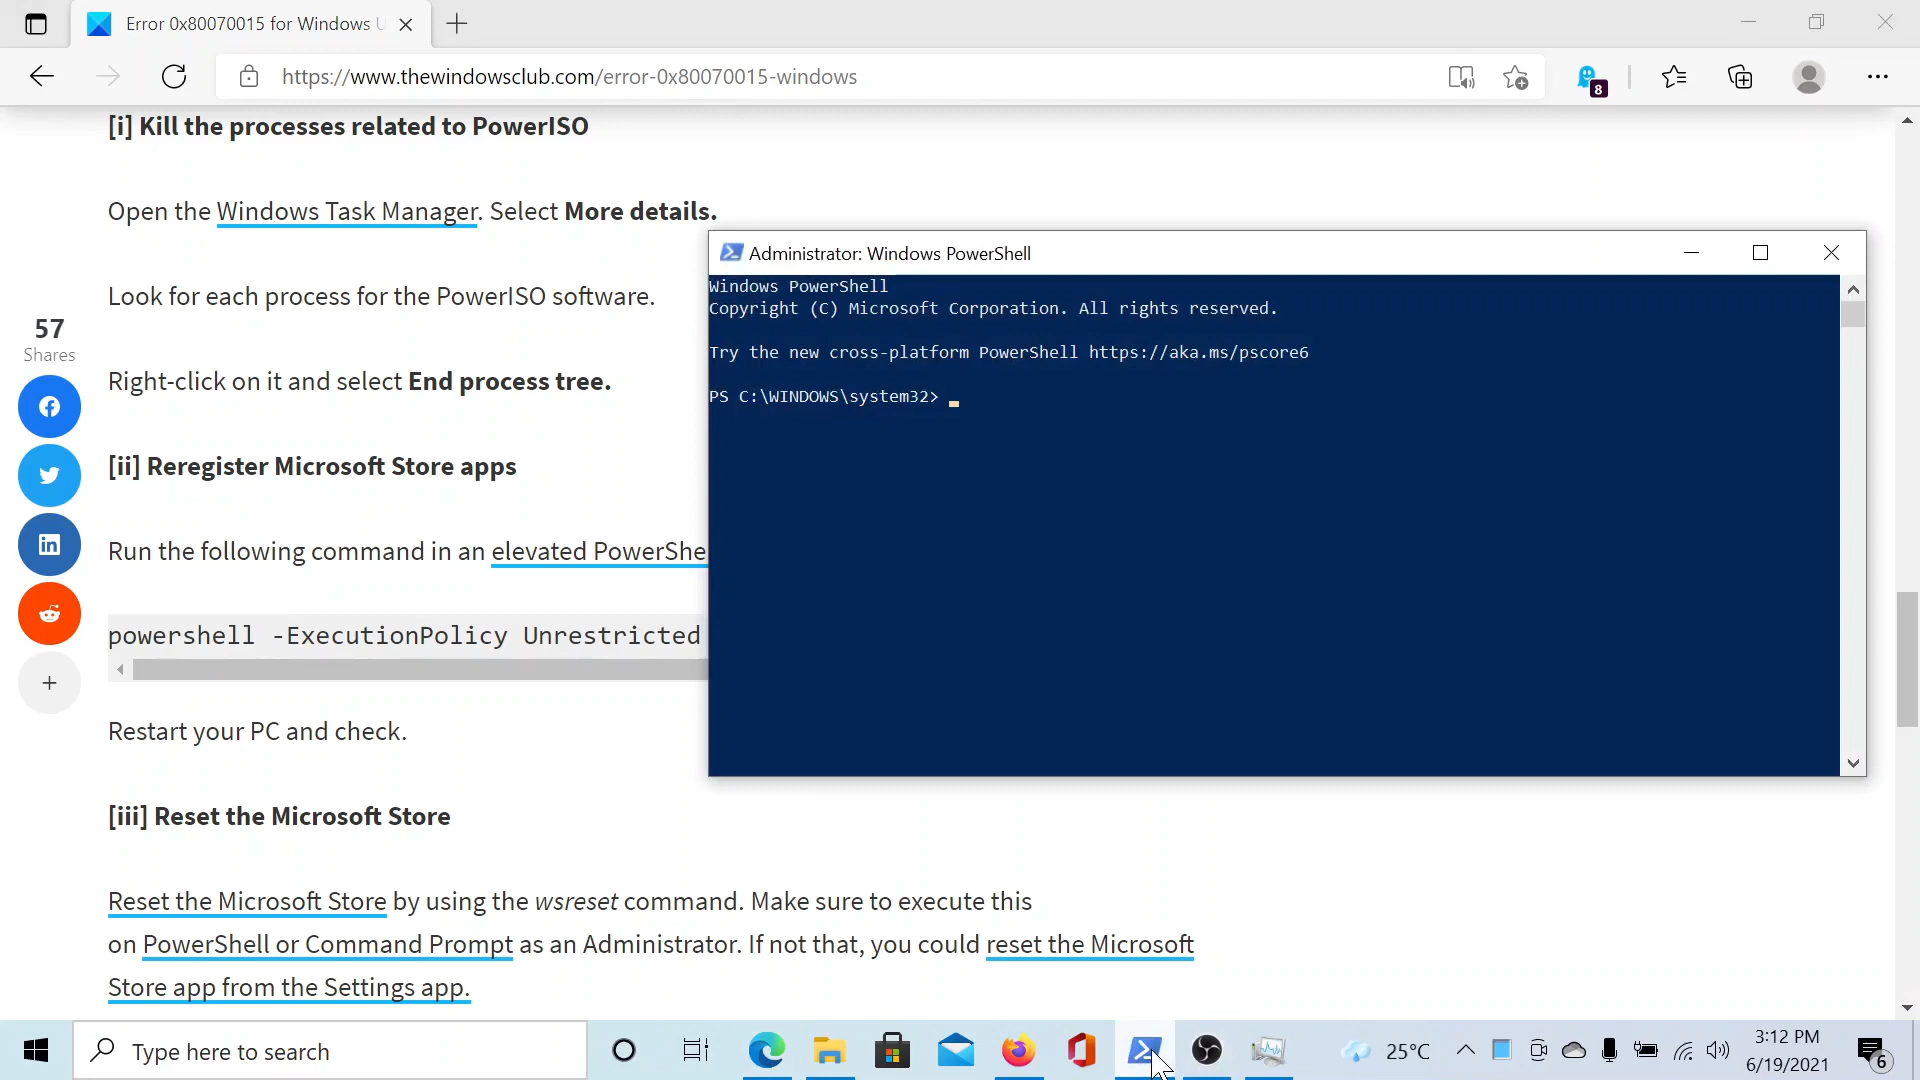 Error 0x80070015 for Windows U
https://www.thewindowsclub.com/error-0x80070015-windows
8
[i] Kill the processes related to PowerISO
Open the Windows Task Manager. Select More details.
Look for each process for the PowerISO software.
57
Shares
Right-click on it and select End process tree.
[ii] Reregister Microsoft Store apps
Run the following command in an elevated PowerShe
powershell -ExecutionPolicy Unrestricted
Restart your PC and check.
[iii] Reset the Microsoft Store
Reset the Microsoft Store by using the wsreset command. Make sure to execute this
on PowerShell or Command Prompt as an Administrator. If not that, you could reset the Microsoft
Store app from the Settings app.
Administrator: Windows PowerShell
Windows PowerShell
Copyright (C) Microsoft Corporation. All rights reserved.
Try the new cross-platform PowerShell https://aka.ms/pscore6
PS C:\WINDOWS\system32>
Type here to search
25°C
3:12 PM
6/19/2021
6